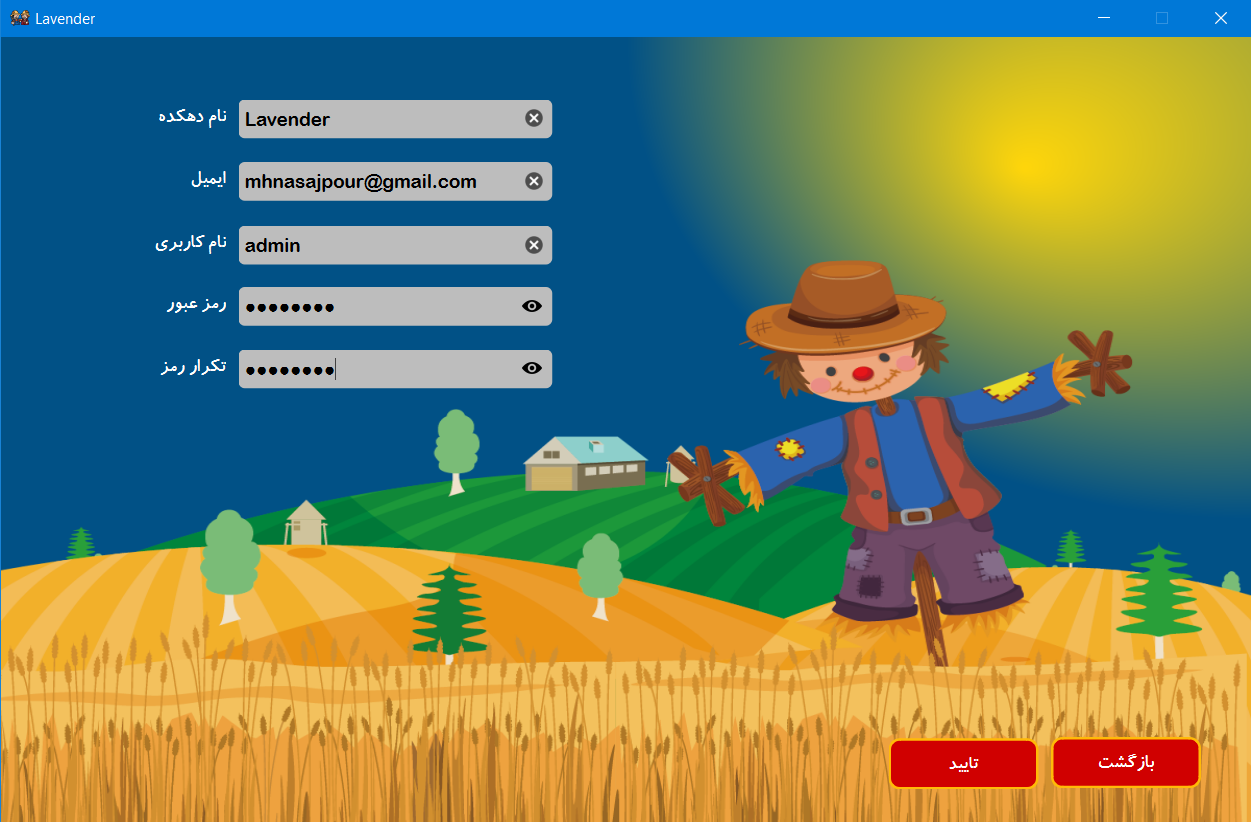 Lavender
نام دهکده Lavender
ایمیل mhnasajpour@gmail.com
نام کاربری admin
رمز عبور ●●●●●●●●
تکرار رمز ●●●●●●●●
تایید
بازگشت